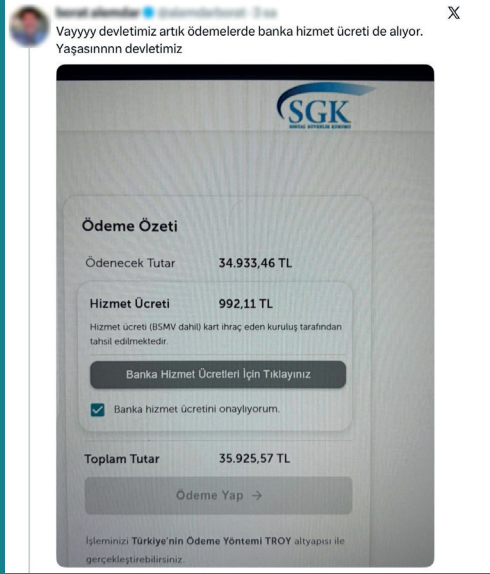 Vayyyy devletimiz artık ödemelerde banka hizmet ücreti de alıyor.
Yaşasınnnn devletimiz
SGK
SOSYAL GÜVENLİK KURUMU
Ödeme Özeti
Ödenecek Tutar 34.933,46 TL
Hizmet Ücreti 992,11 TL
Hizmet ücreti (BSMV dahil) kart ihraç eden kuruluş tarafından
tahsil edilmektedir.
Banka Hizmet Ücretleri İçin Tıklayınız
Banka hizmet ücretini onaylıyorum.
Toplam Tutar 35.925,57 TL
Ödeme Yap →
İşleminizi Türkiye'nin Ödeme Yöntemi TROY altyapısı ile
gerçekleştirebilirsiniz.